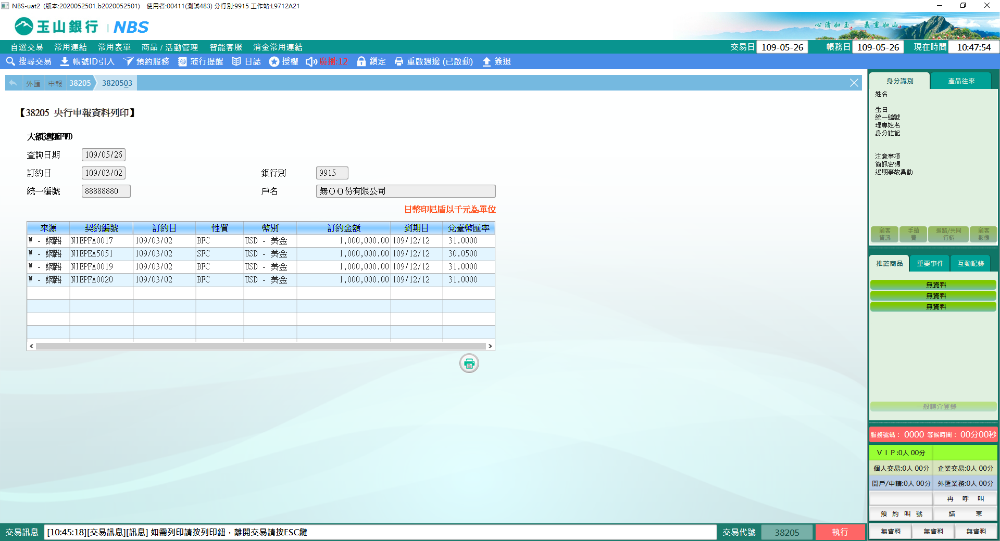 NBS-uat2 (版本:2020052501.b2020052501) 使用者:00411(測試483) 分行別:9915 工作站:L9712A21
玉山銀行 | NBS
心清如玉。 義重如山。
自選交易 常用連結 常用表單 商品 / 活動管理 智能客服 消金常用連結 交易日 109-05-26 帳務日 109-05-26 現在時間 10:47:54
搜尋交易 帳號ID引入 預約服務 蒞行提醒 日誌 授權 廣播:12 鎖定 重啟週邊 (已啟動) 簽退
外匯 申報 38205 3820503
【38205 央行申報資料列印】
大額遠匯FWD
查詢日期 109/05/26
訂約日 109/03/02 銀行別 9915
統一編號 88888880 戶名 無ＯＯ份有限公司
日幣印尼盾以千元為單位
來源 契約編號 訂約日 性質 幣別 訂約金額 到期日 兌臺幣匯率
W - 網路 NIEPFA0017 109/03/02 BFC USD - 美金 1,000,000.00 109/12/12 31.0000
W - 網路 NIEPEA5051 109/03/02 SFC USD - 美金 1,000,000.00 109/12/12 30.0500
W - 網路 NIEPFA0019 109/03/02 BFC USD - 美金 1,000,000.00 109/12/12 31.0000
W - 網路 NIEPFA0020 109/03/02 BFC USD - 美金 1,000,000.00 109/12/12 31.0000
身分識別 產品往來
姓名
生日
統一編號
理專姓名
身分註記
注意事項
簡訊密碼
近期事故異動
顧客資訊 手續費 通路/共同行銷 顧客影像
推薦商品 重要事件 互動記錄
無資料
無資料
無資料
一般轉介登錄
服務號碼： 0000 等候時間： 00分00秒
ＶＩＰ:0人 00分
個人交易:0人 00分 企業交易:0人 00分
開戶/申請:0人 00分 外匯業務:0人 00分
再 呼 叫
預 約 叫 號 結 束
無資料 無資料 無資料
交易訊息 [10:45:18][交易訊息][訊息] 如需列印請按列印鈕，離開交易請按ESC鍵 交易代號 38205 執行